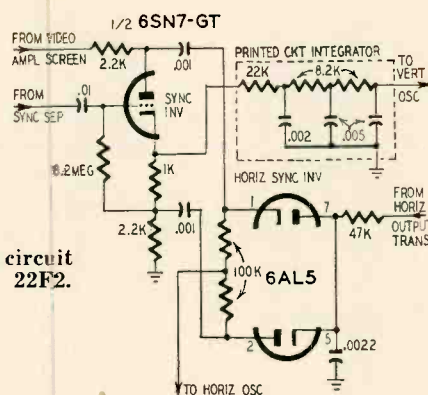 1/2 6SN7-GT
FROM VIDEO
AMPL SCREEN
2.2K
.001
PRINTED CKT INTEGRATOR
22K
8.2K
TO
VERT
OSC
.002
.005
FROM
SYNC SEP
.01
SYNC
INV
8.2MEG
1K
2.2K
.001
HORIZ SYNC INV
1
7
FROM
HORIZ
OUTPUT
TRANS
47K
100K
6AL5
2
5
.0022
circuit
22F2.
TO HORIZ OSC